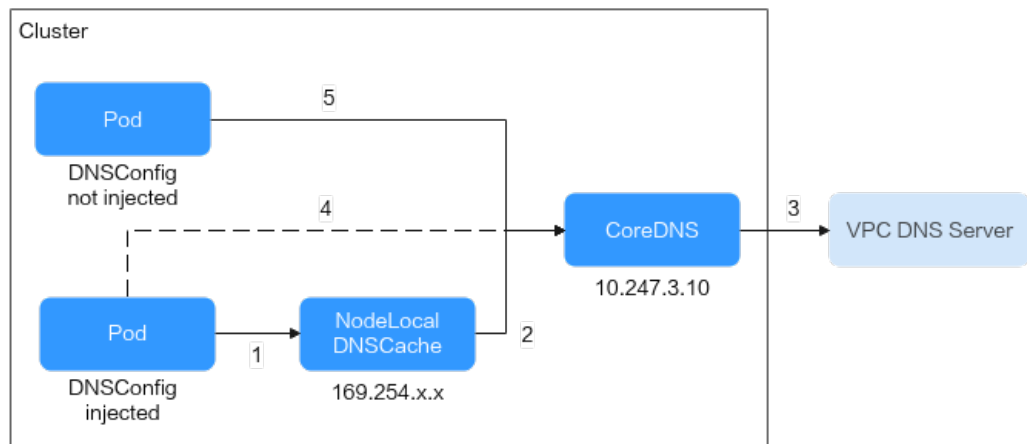 Cluster
5
Pod
DNSConfig
not injected
4
CoreDNS
3
VPC DNS Server
10.247.3.10
Pod
1
NodeLocal
DNSCache
2
DNSConfig
injected
169.254.x.x